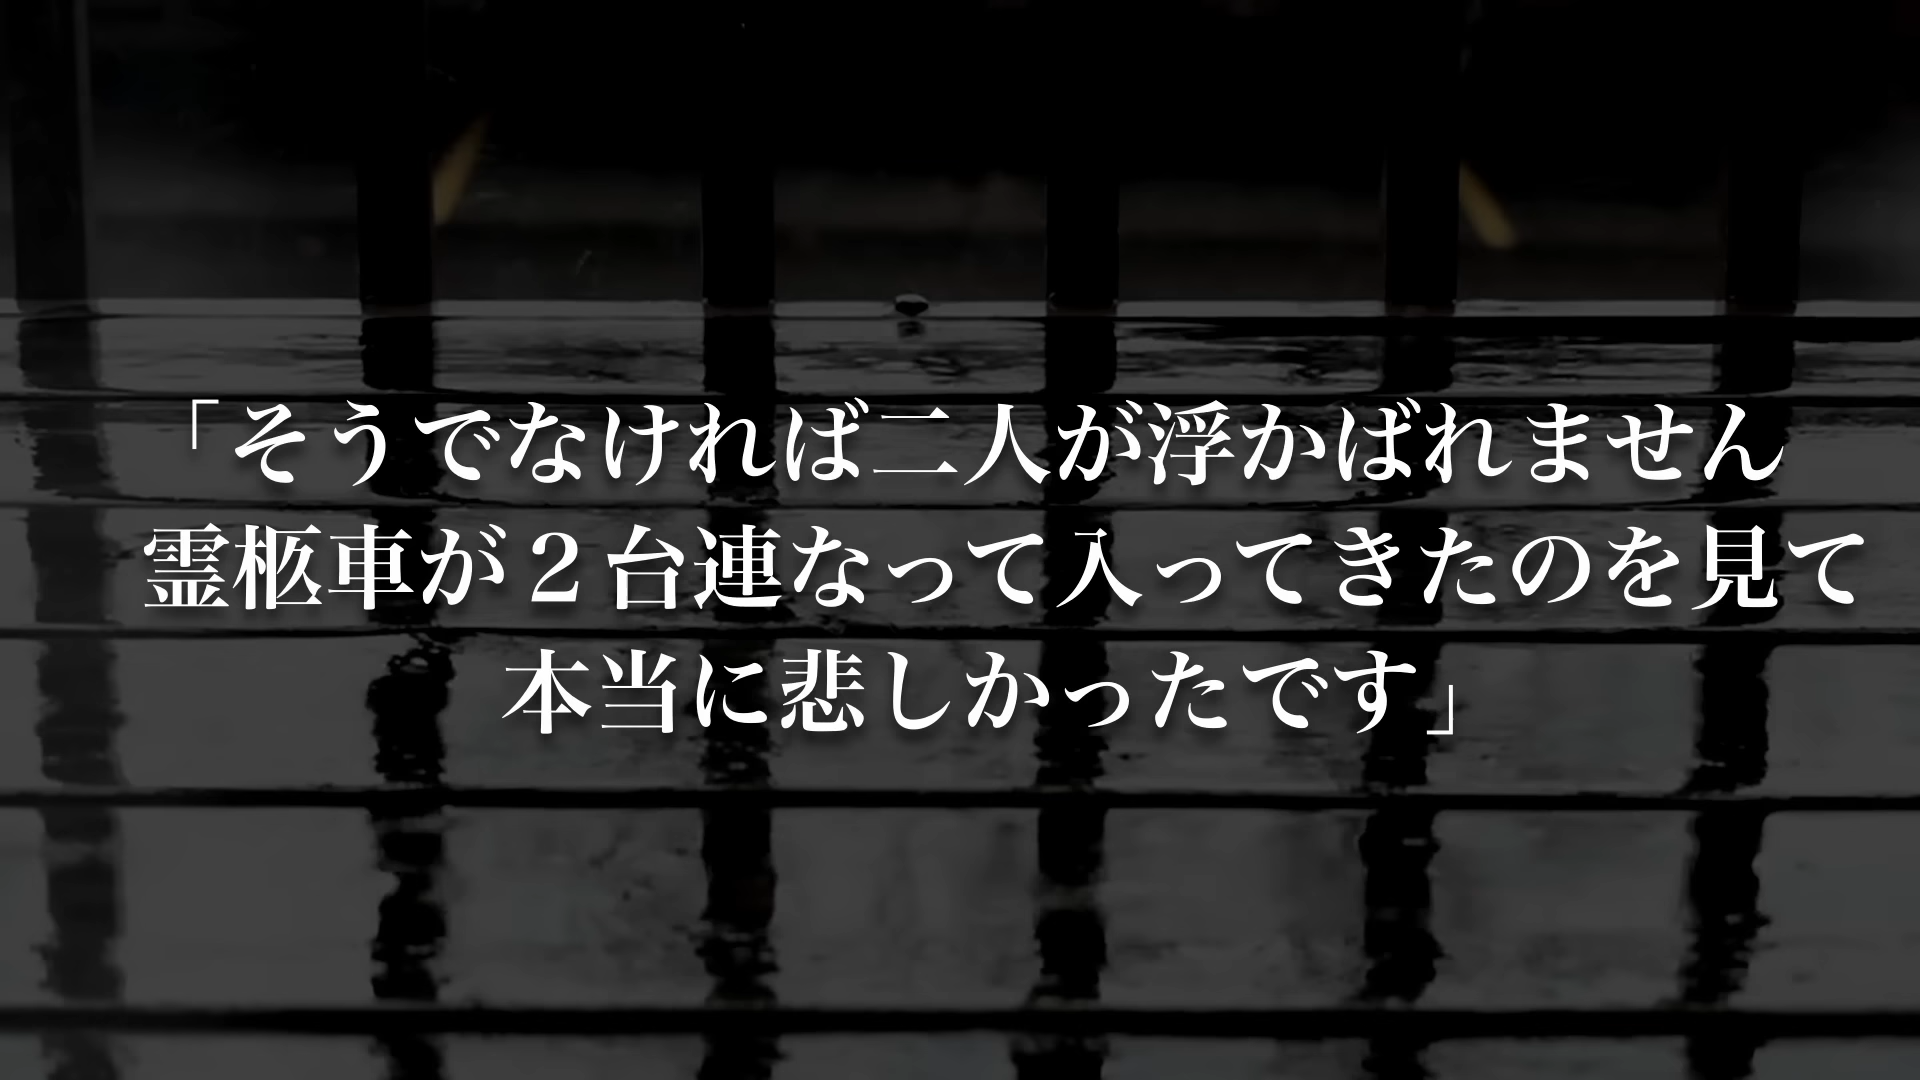 「そうでなければ二人が浮かばれません
霊柩車が２台連なって入ってきたのを見て
本当に悲しかったです」